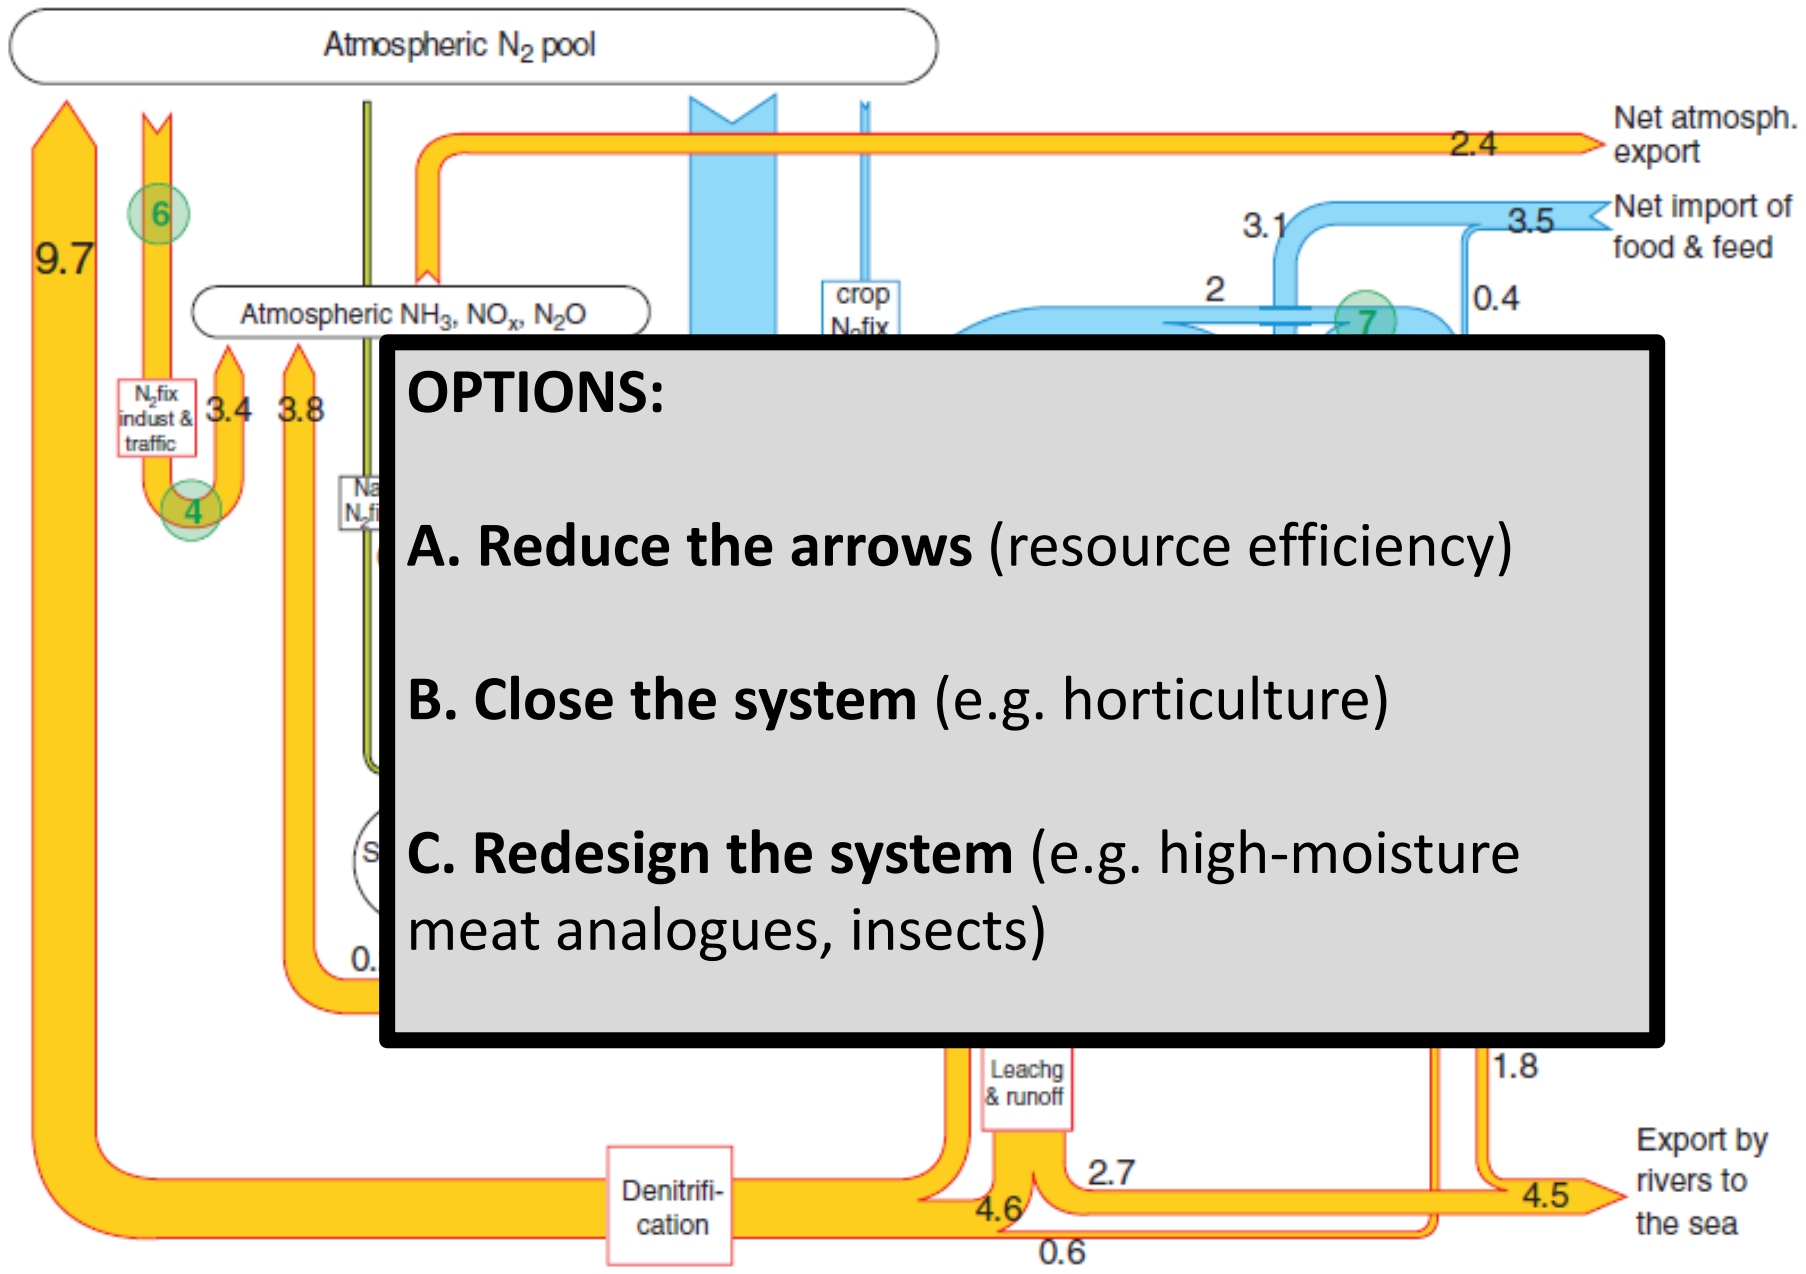 Atmospheric N₂ pool
Net atmosph.
export
2.4
Net import of
food & feed
3.5
3.1
6
9.7
2
0.4
crop
N₂fix
7
Atmospheric NH₃, NOₓ, N₂O
N₂fix
indust &
traffic
3.4
3.8
4
OPTIONS:
A. Reduce the arrows (resource efficiency)
B. Close the system (e.g. horticulture)
C. Redesign the system (e.g. high-moisture
meat analogues, insects)
Leachg
& runoff
1.8
Export by
rivers to
the sea
2.7
4.5
4.6
0.6
Denitrifi-
cation